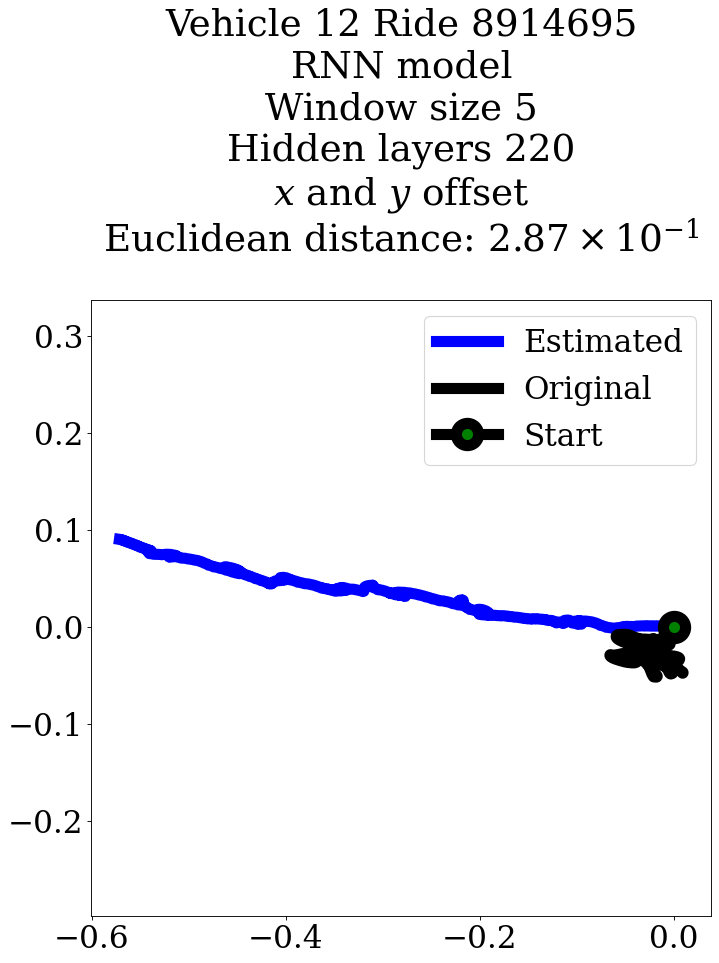 Vehicle 12 Ride 8914695
RNN model
Window size 5
Hidden layers 220
x and y offset
Euclidean distance: 2.87 × 10⁻¹
Estimated
Original
Start
0.3
0.2
0.1
0.0
−0.1
−0.2
−0.6
−0.4
−0.2
0.0